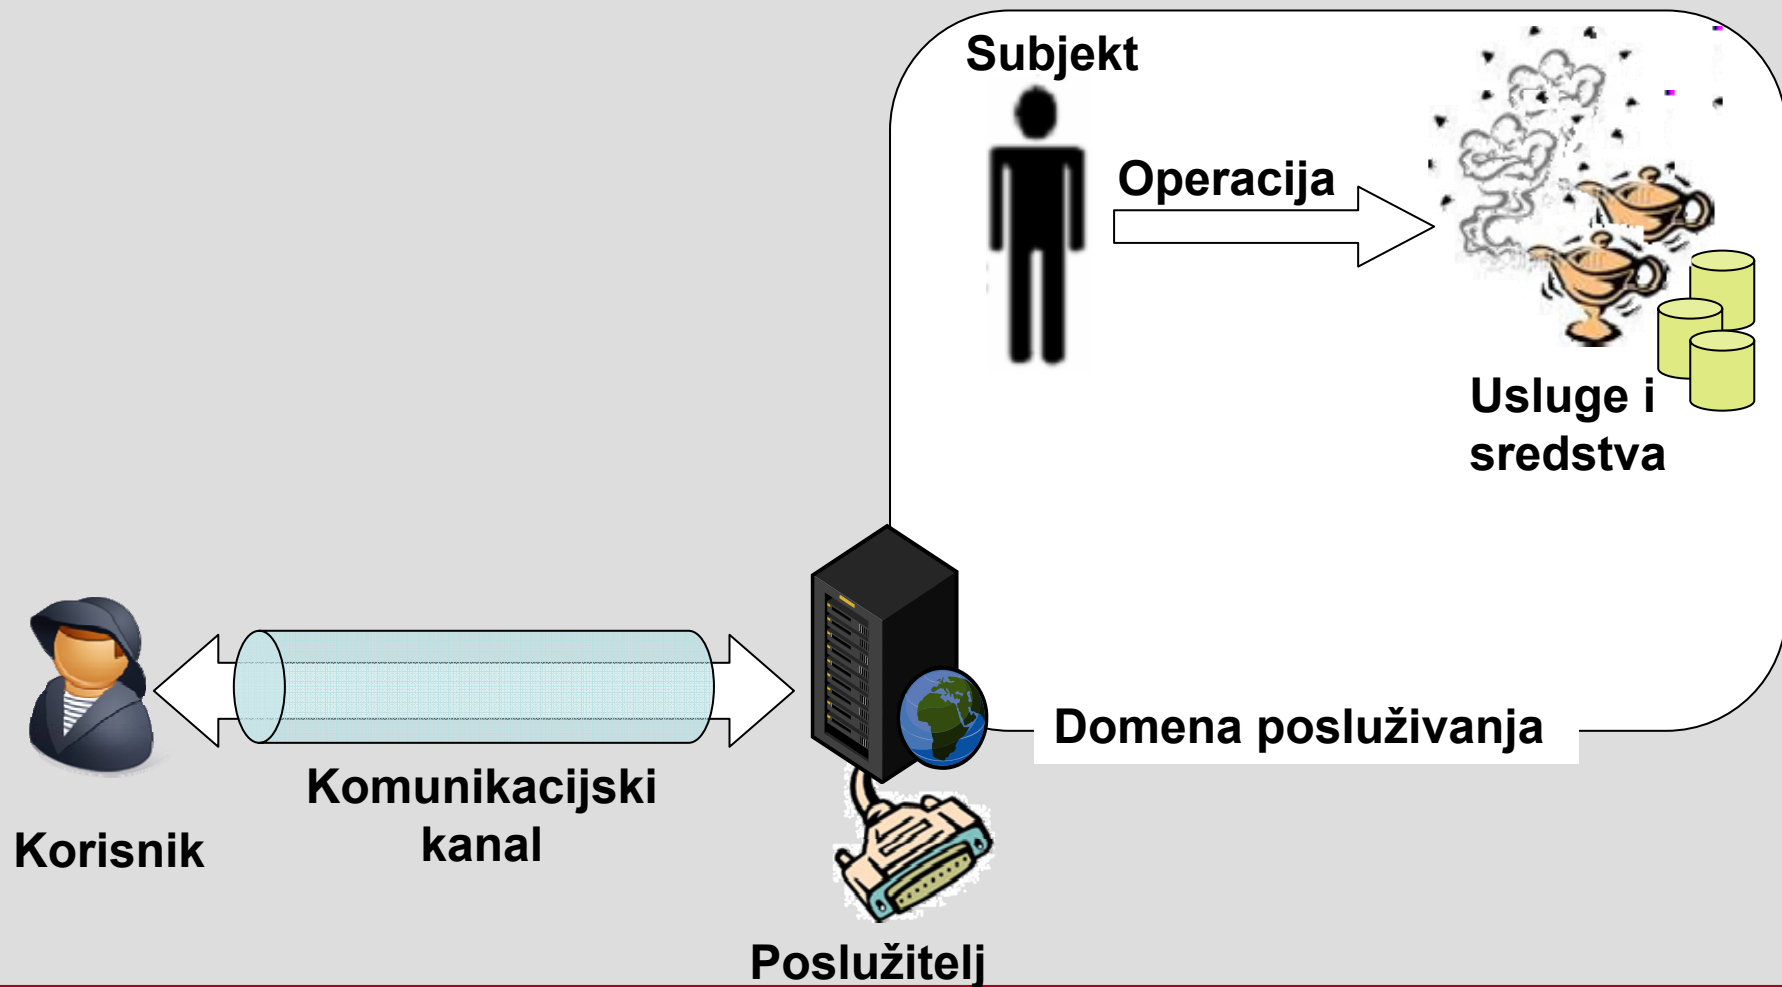 Subjekt
Operacija
Usluge i
sredstva
Domena posluživanja
Komunikacijski
kanal
Korisnik
Poslužitelj